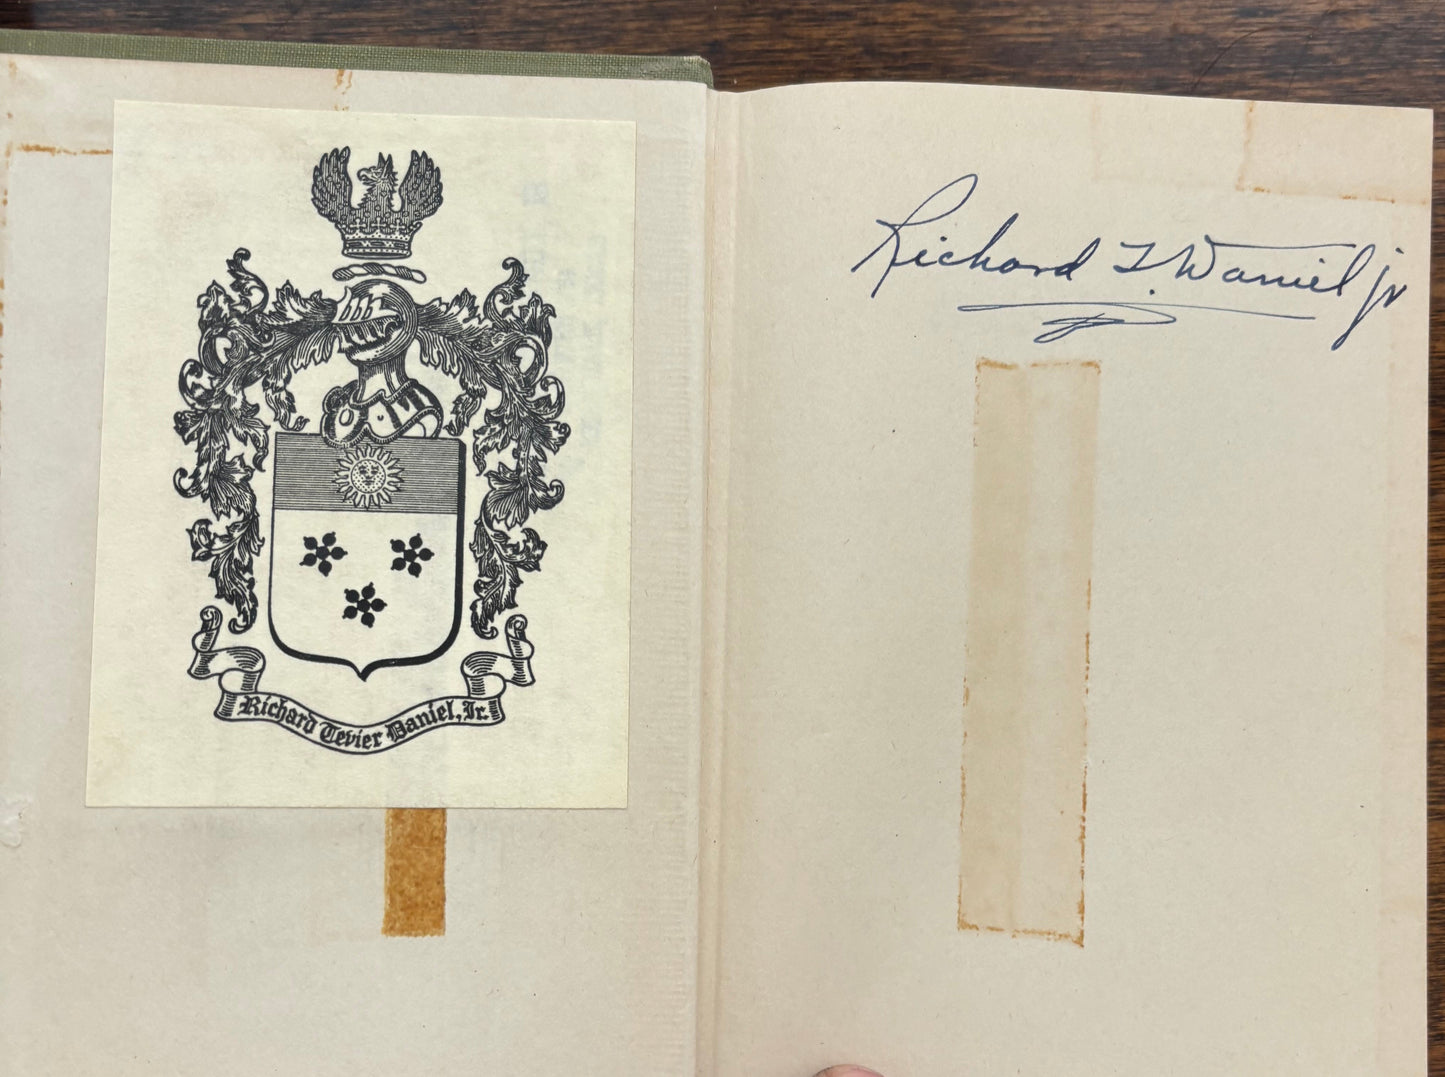 Richard Tevier Daniel, Jr.
Richard T. Daniel jr